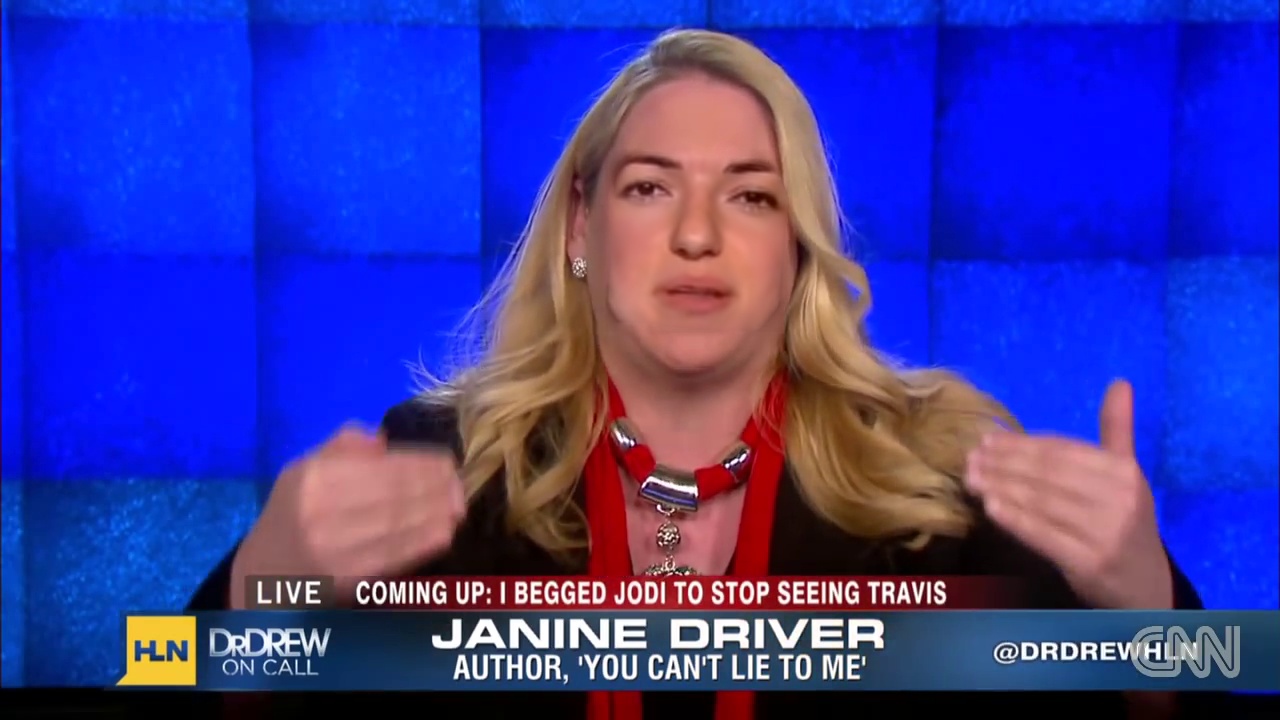 LIVE COMING UP: I BEGGED JODI TO STOP SEEING TRAVIS
HLN DRDREW ON CALL
JANINE DRIVER
AUTHOR, 'YOU CAN'T LIE TO ME'
@DRDREWHLN
CNN